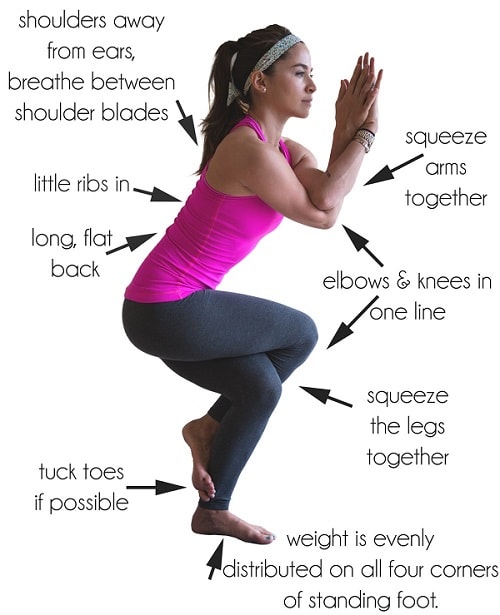 shoulders away
from ears,
breathe between
shoulder blades
squeeze
arms
together
little ribs in
long, flat
back
elbows & knees in
one line
squeeze
the legs
together
tuck toes
if possible
weight is evenly
distributed on all four corners
of standing foot.